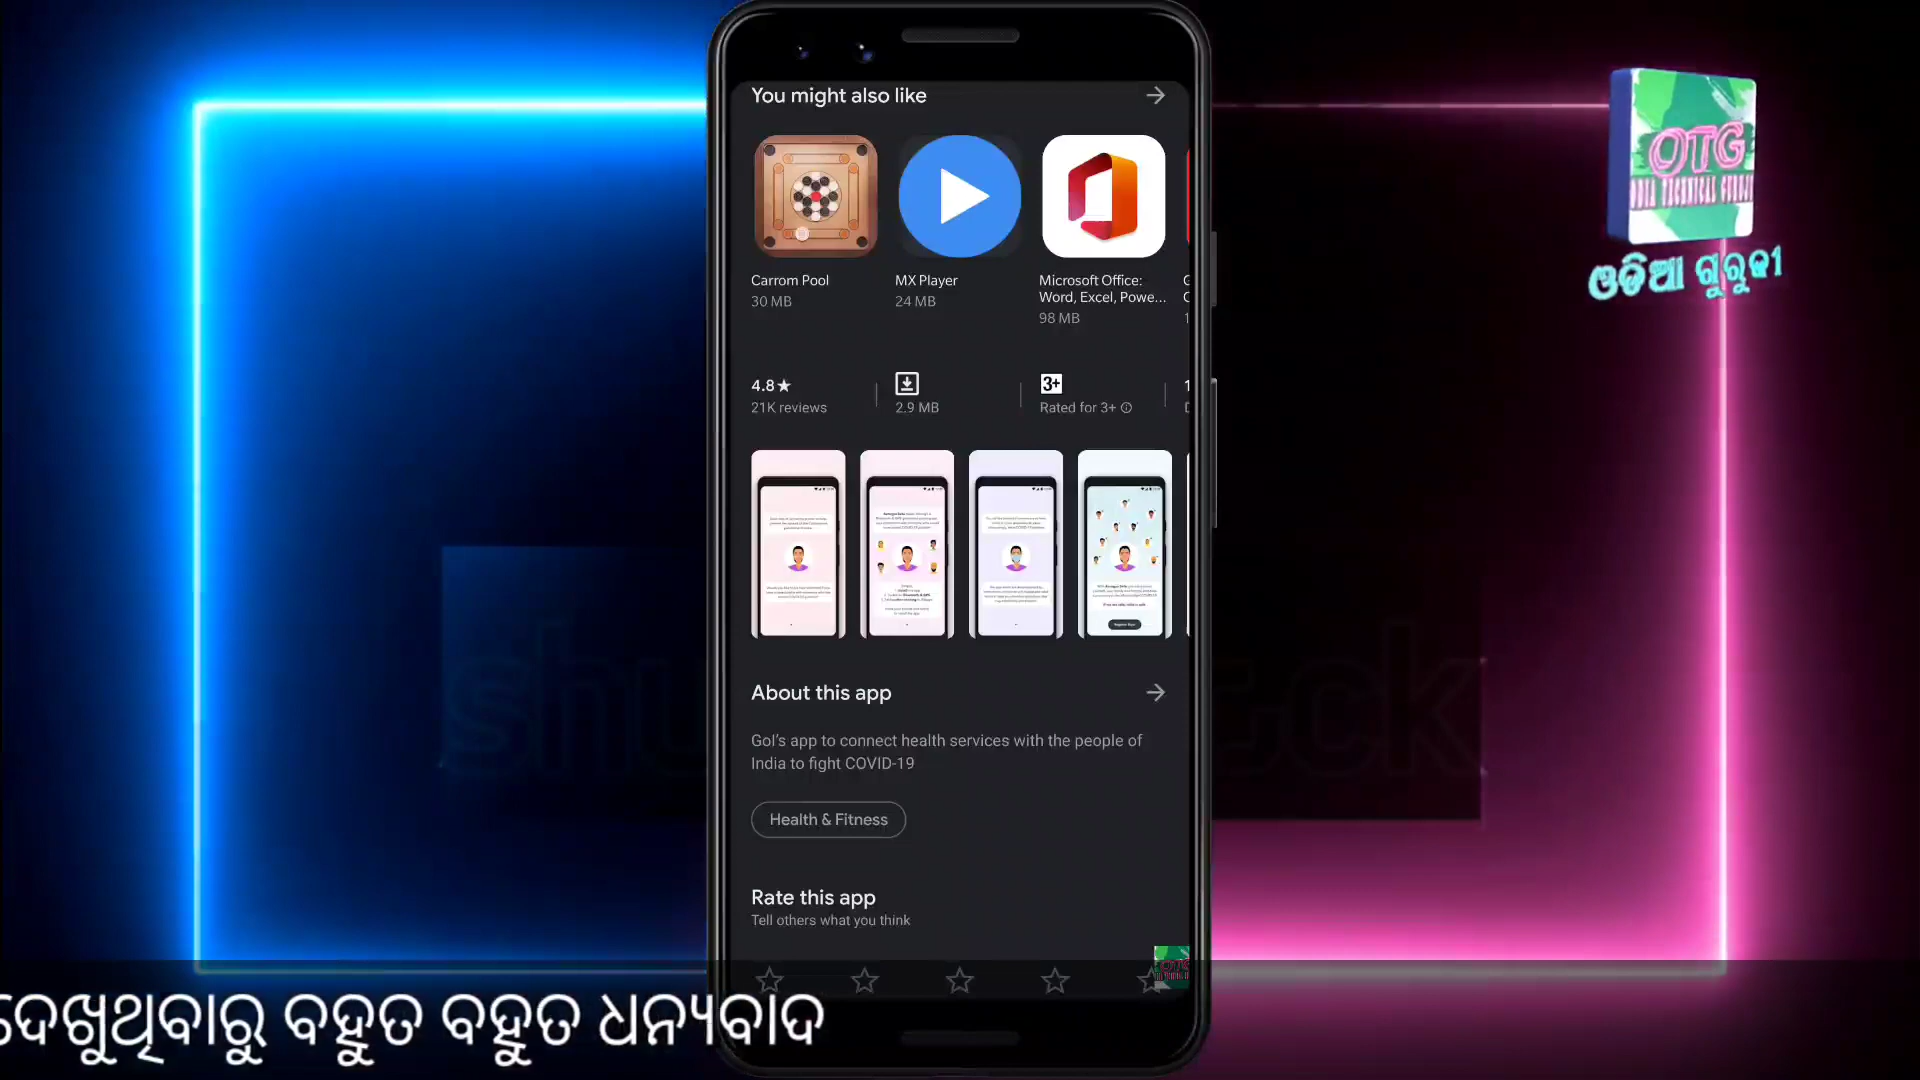 You might also like
Carrom Pool
30 MB
MX Player
24 MB
Microsoft Office:
Word, Excel, Powe...
98 MB
4.8★
21K reviews
2.9 MB
3+
Rated for 3+
About this app
GoI's app to connect health services with the people of
India to fight COVID-19
Health & Fitness
Rate this app
Tell others what you think
OTG
ODIA TECHNICAL GURUJI
ଓଡିଆ ଗୁରୁଜୀ
ଦେଖୁଥିବାରୁ ବହୁତ ବହୁତ ଧନ୍ୟବାଦ